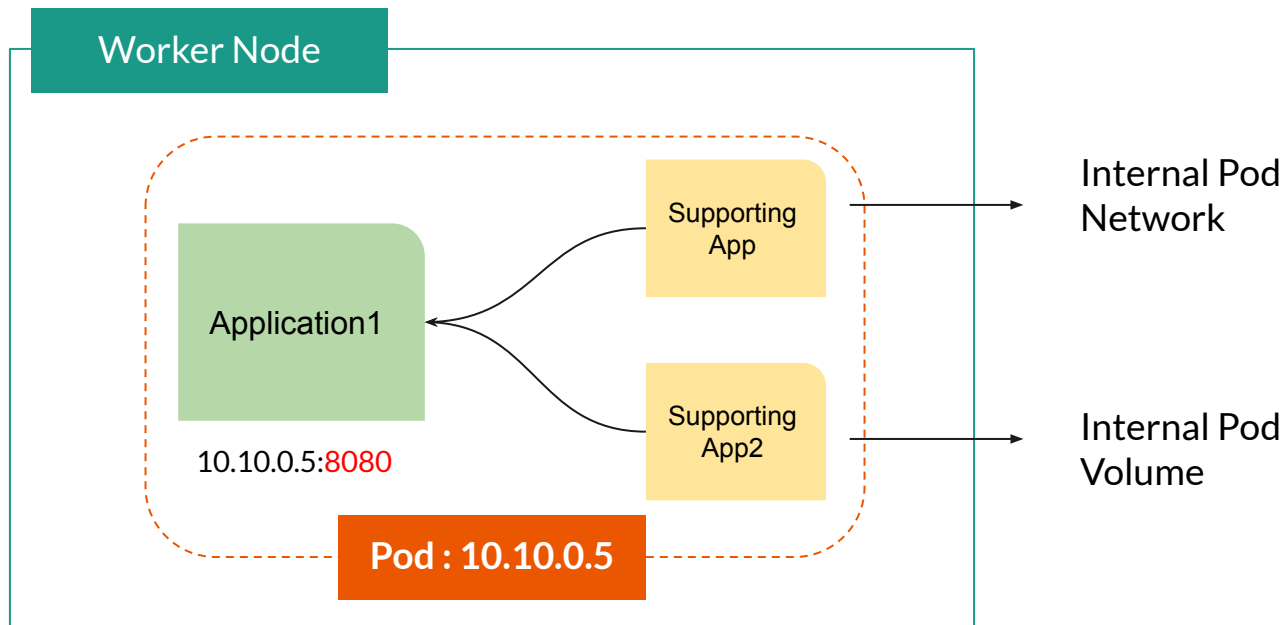 Worker Node
Supporting
App
Internal Pod
Network
Application1
Supporting
App2
Internal Pod
Volume
10.10.0.5:8080
Pod : 10.10.0.5